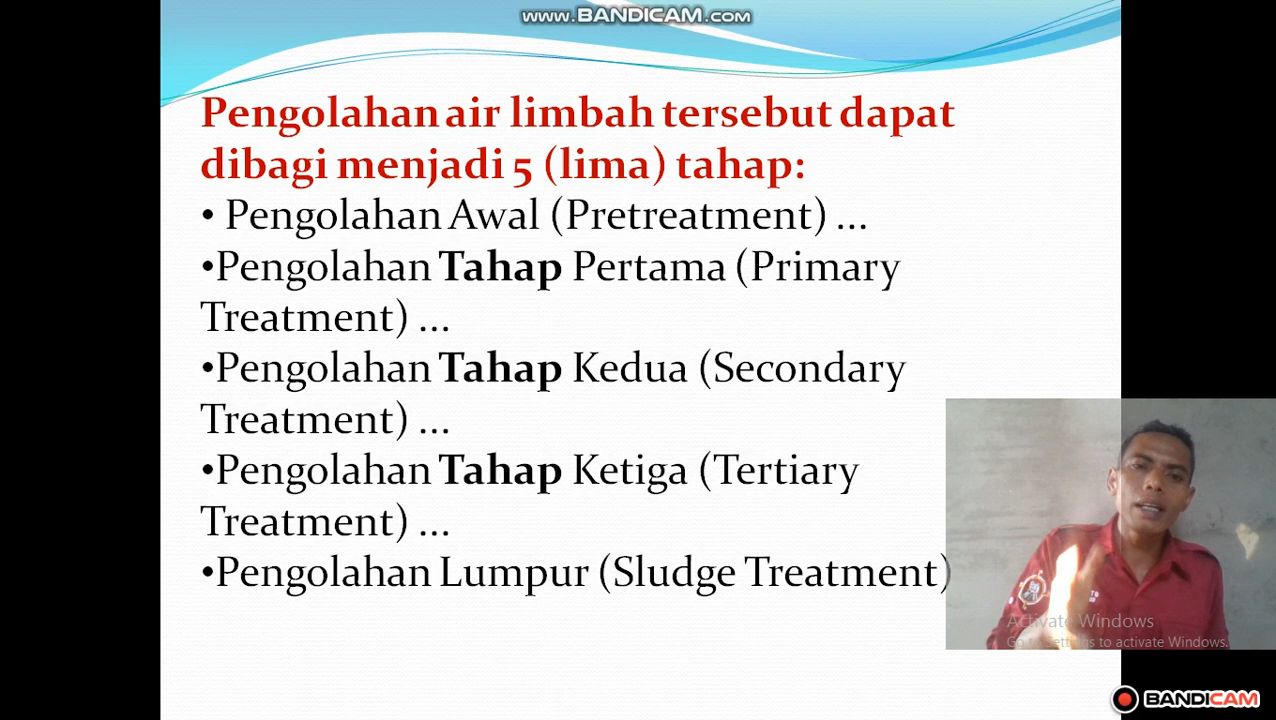 www.BANDICAM.com
Pengolahan air limbah tersebut dapat
dibagi menjadi 5 (lima) tahap:
• Pengolahan Awal (Pretreatment) ...
•Pengolahan Tahap Pertama (Primary
Treatment) ...
•Pengolahan Tahap Kedua (Secondary
Treatment) ...
•Pengolahan Tahap Ketiga (Tertiary
Treatment) ...
•Pengolahan Lumpur (Sludge Treatment)
Activate Windows
Go to Settings to activate Windows.
BANDICAM